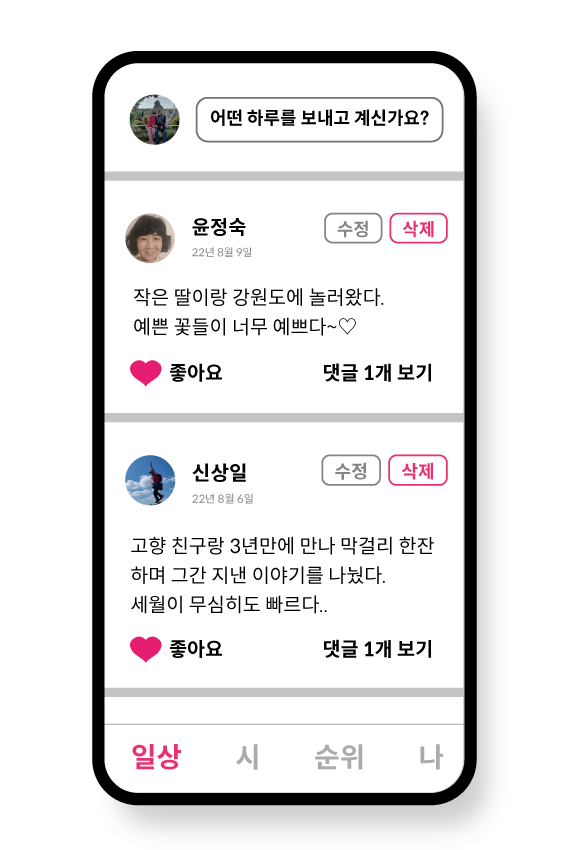 어떤 하루를 보내고 계신가요?
윤정숙
수정
삭제
22년 8월 9일
작은 딸이랑 강원도에 놀러왔다.
예쁜 꽃들이 너무 예쁘다~♡
좋아요
댓글 1개 보기
신상일
수정
삭제
22년 8월 6일
고향 친구랑 3년만에 만나 막걸리 한잔
하며 그간 지낸 이야기를 나눴다.
세월이 무심히도 빠르다..
좋아요
댓글 1개 보기
일상
시
순위
나